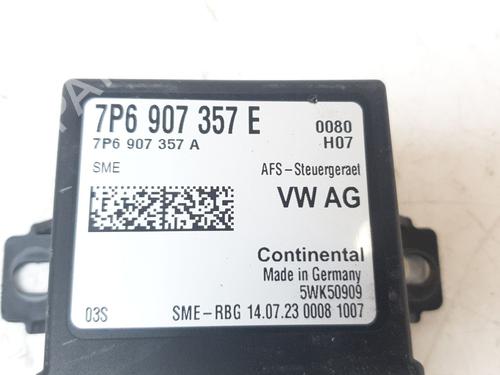 7P6 907 357 E
0080
7P6 907 357 A
H07
SME
AFS-Steuergeraet
VW AG
Continental
Made in Germany
5WK50909
03S
SME-RBG 14.07.23 0008 1007